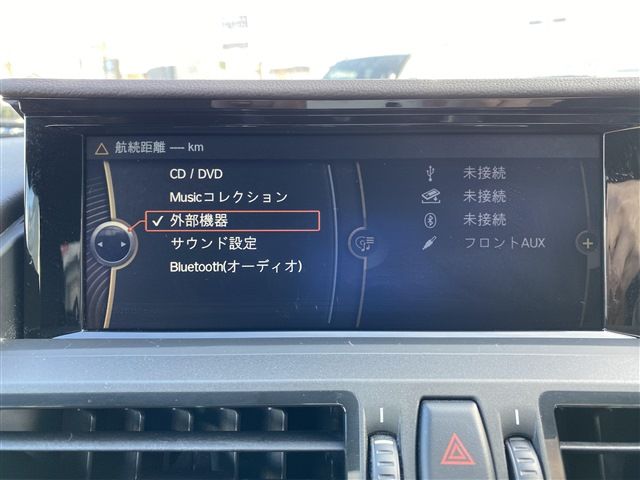 航続距離 ---- km
CD / DVD
Musicコレクション
外部機器
サウンド設定
Bluetooth(オーディオ)
未接続
未接続
未接続
フロントAUX